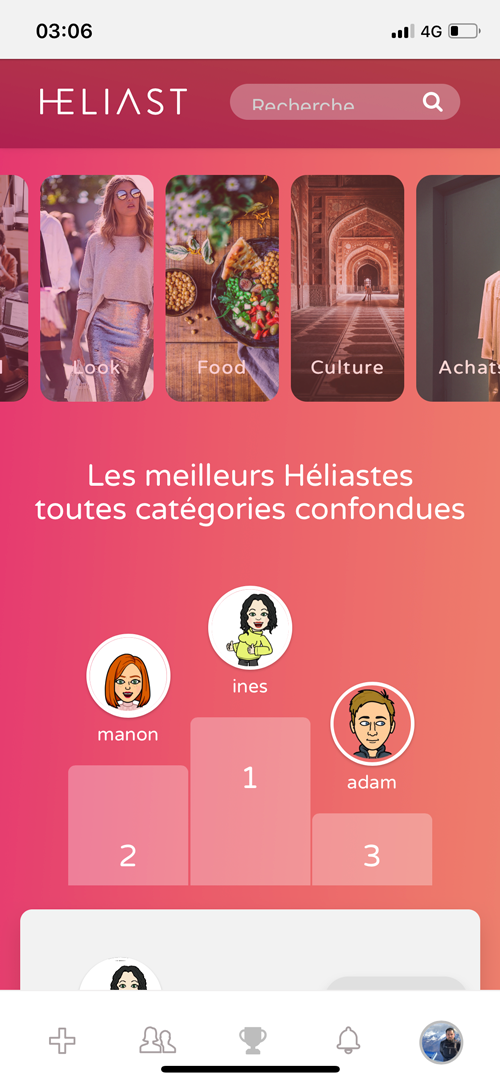 03:06
4G
HELIAST
Recherche
Look
Food
Culture
Achats
Les meilleurs Héliastes
toutes catégories confondues
ines
manon
adam
1
2
3